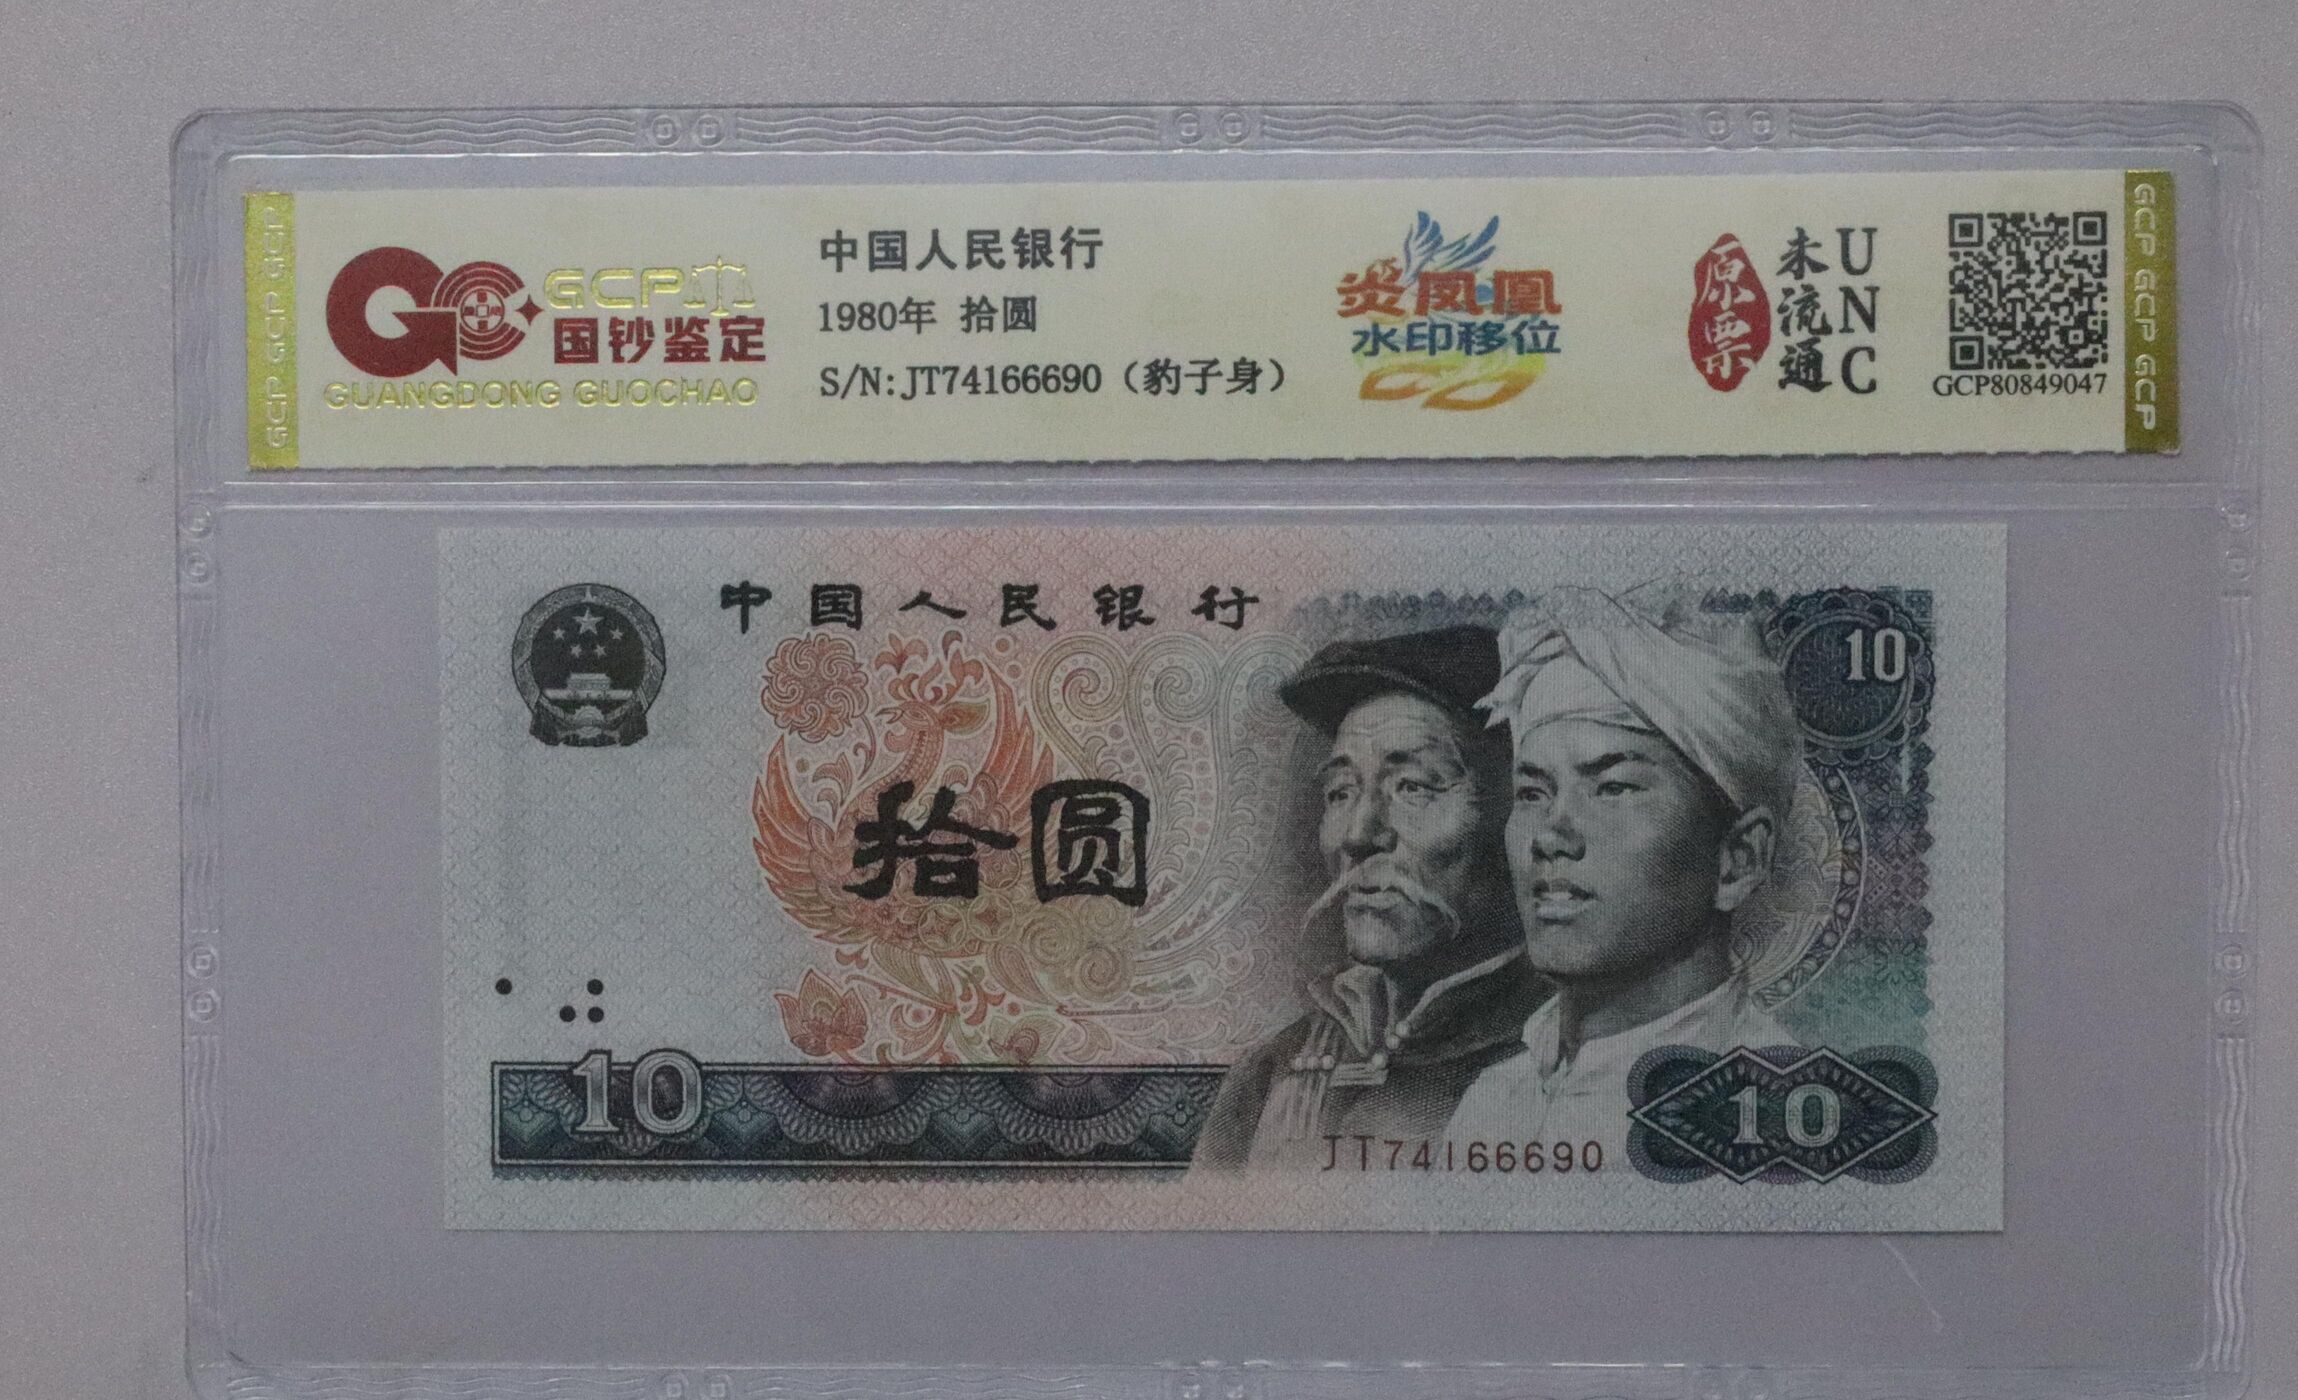 GCP GCP GCP
GCP
国钞鉴定
GUANGDONG GUOCHAO
中国人民银行
1980年 拾圆
S/N:JT74166690（豹子身）
炎凤凰
水印移位
原票
未流通
UNC
GCP80849047
GCP GCP GCP
中国人民银行
10
拾圆
10
JT74166690
10